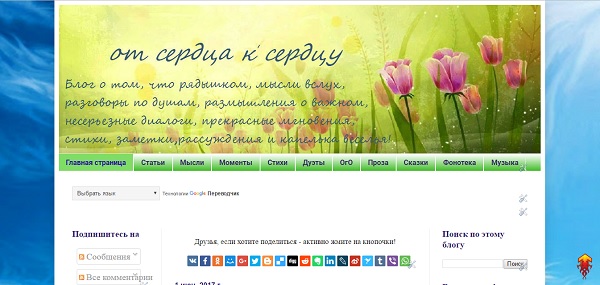 от сердца к сердцу
Блог о том, что рядышком, мысли вслух,
разговоры по душам, размышления о важном,
несерьезные диалоги, прекрасные мгновения,
стихи, заметки,рассуждения и капелька веселья!
Главная страница Статьи Мысли Моменты Стихи Дуэты ОгО Проза Сказки Фонотека Музыка
Выбрать язык
Технологии Google Переводчик
Подпишитесь на
Сообщения
Все комментарии
Друзья, если хотите поделиться - активно жмите на кнопочки!
Поиск по этому
блогу
Поиск